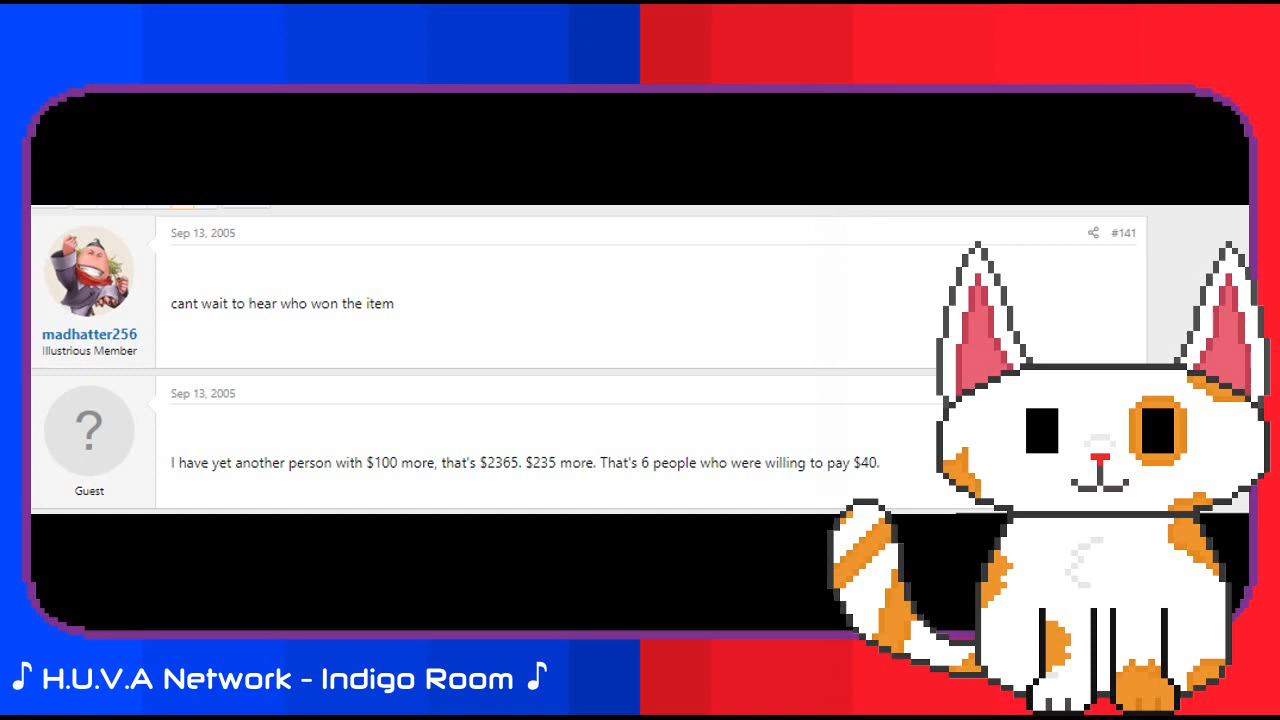 Sep 13, 2005
#141
cant wait to hear who won the item
madhatter256
Illustrious Member
Sep 13, 2005
?
I have yet another person with $100 more, that's $2365. $235 more. That's 6 people who were willing to pay $40.
Guest
♪ H.U.V.A Network - Indigo Room ♪